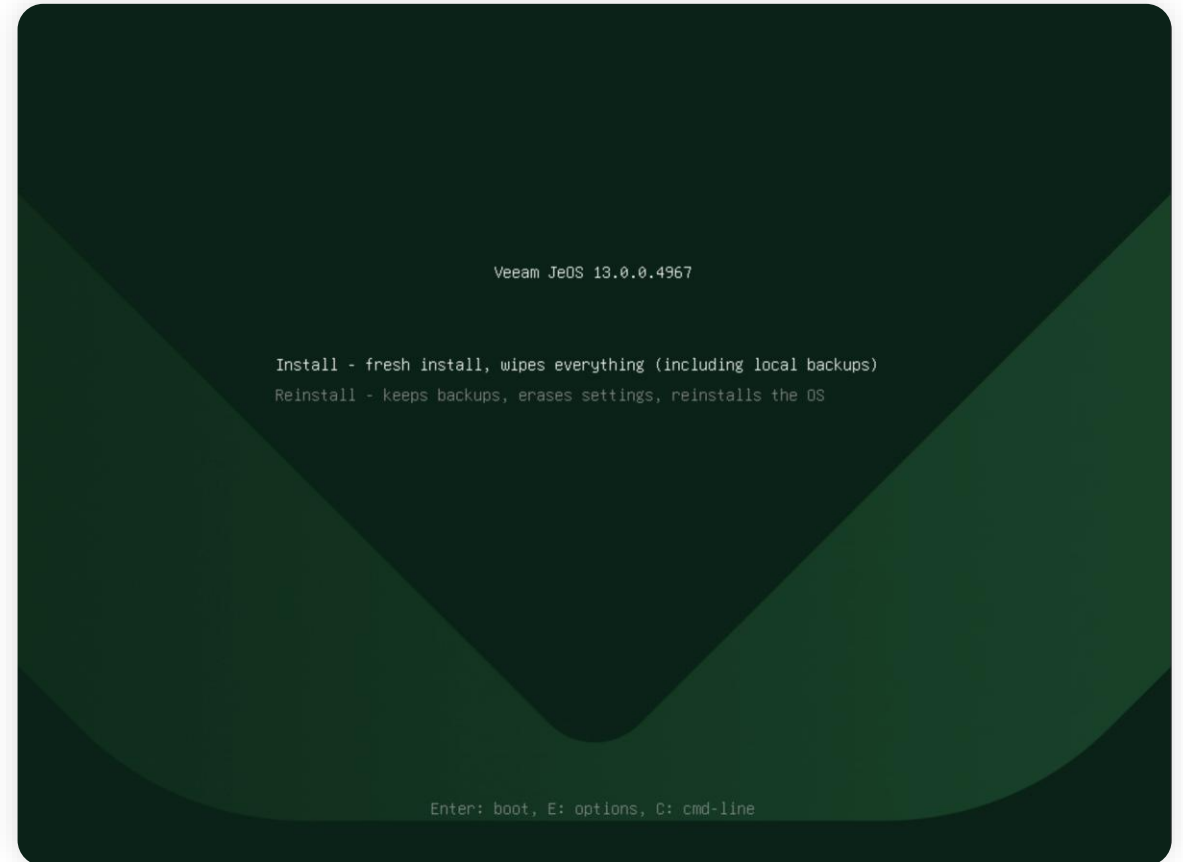 Veeam JeOS 13.0.0.4967
Install - fresh install, wipes everything (including local backups)
Reinstall - keeps backups, erases settings, reinstalls the OS
Enter: boot, E: options, C: cmd-line